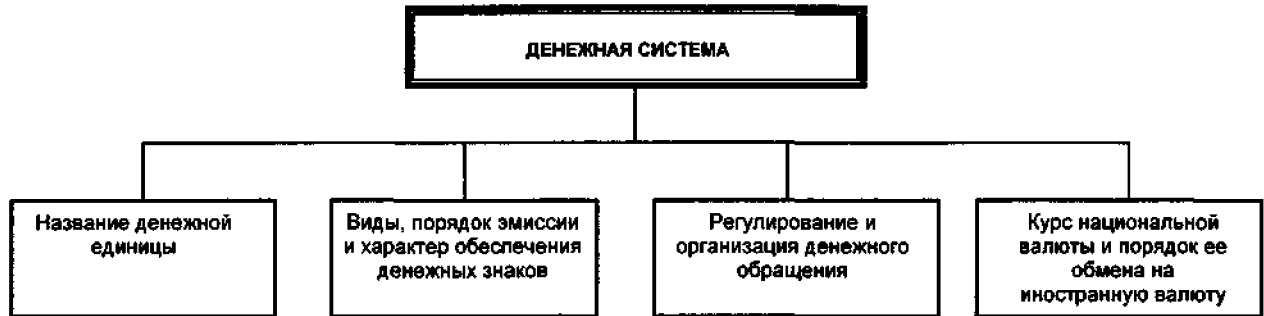 ДЕНЕЖНАЯ СИСТЕМА
Название денежной
единицы
Виды, порядок эмиссии
и характер обеспечения
денежных знаков
Регулирование и
организация денежного
обращения
Курс национальной
валюты и порядок ее
обмена на
иностранную валюту